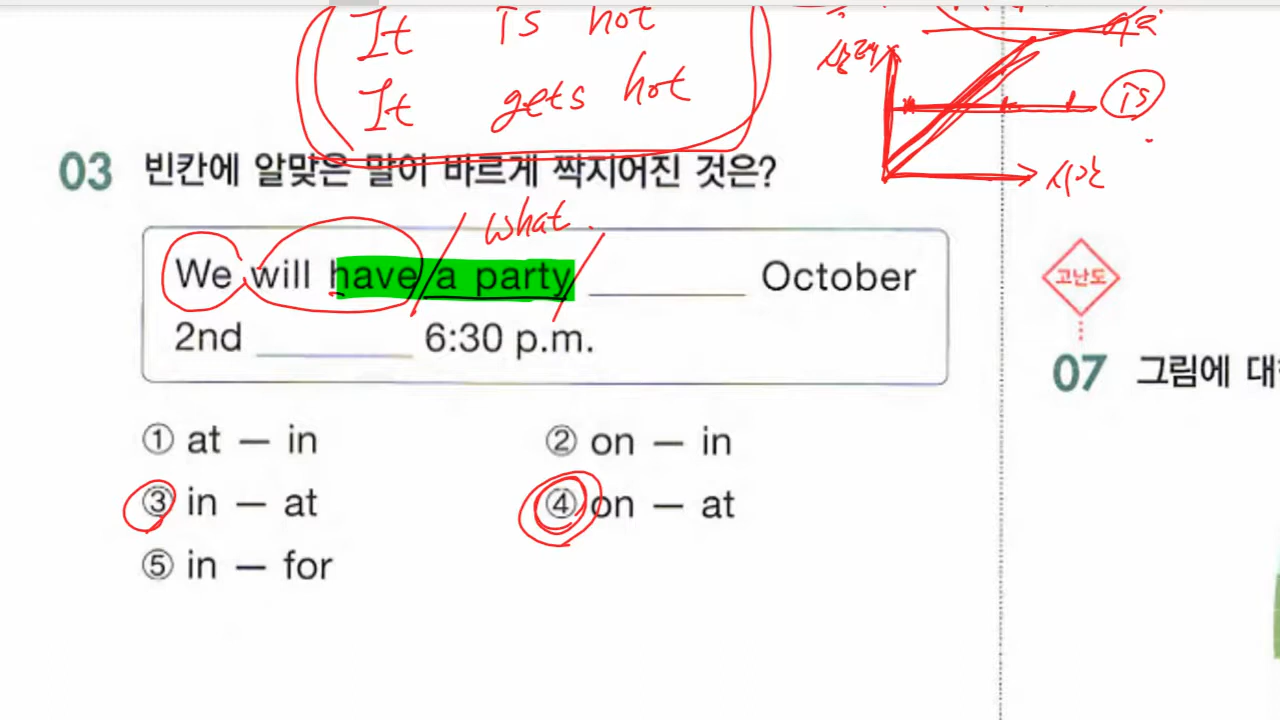 It is hot
It gets hot
상태
is
시간
03 빈칸에 알맞은 말이 바르게 짝지어진 것은?
what
We will have a party ________ October
2nd ________ 6:30 p.m.
① at – in
② on – in
③ in – at
④ on – at
⑤ in – for
고난도
07 그림에